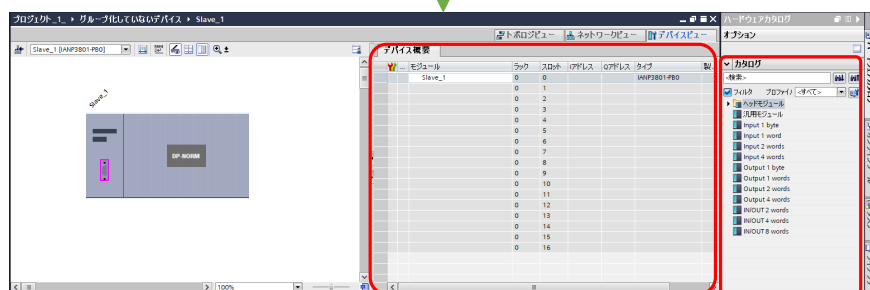 プロジェクト_1_ ▸ グループ化していないデバイス ▸ Slave_1
トポロジビュー ネットワークビュー デバイスビュー
Slave_1 [IANP3801-PB0]
デバイス概要
... モジュール ラック スロット Iアドレス Qアドレス タイプ 製
Slave_1 0 0 IANP3801-PB0
0 1
0 2
0 3
0 4
0 5
0 6
0 7
0 8
0 9
0 10
0 11
0 12
0 13
0 14
0 15
0 16
Slave_1
DP-NORM
100%
ハードウェアカタログ
オプション
カタログ
<検索>
フィルタ プロファイル <すべて>
ヘッドモジュール
汎用モジュール
Input 1 byte
Input 1 word
Input 2 words
Input 4 words
Output 1 byte
Output 1 words
Output 2 words
Output 4 words
IN/OUT 2 words
IN/OUT 4 words
IN/OUT 8 words